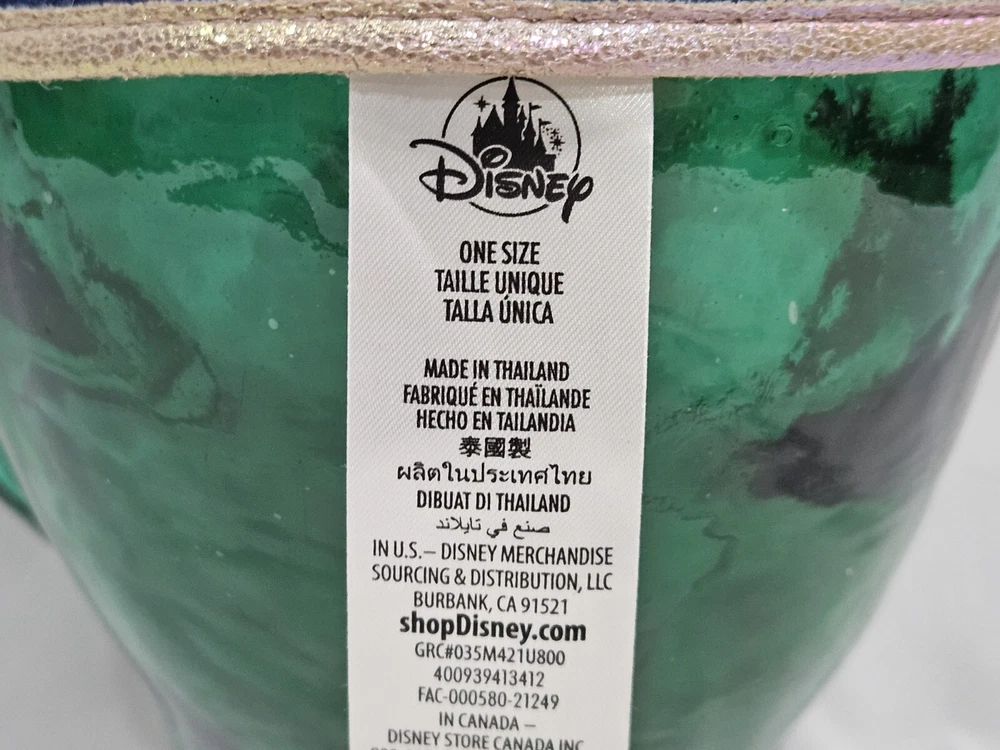 Disney
ONE SIZE
TAILLE UNIQUE
TALLA ÚNICA
MADE IN THAILAND
FABRIQUÉ EN THAÏLANDE
HECHO EN TAILANDIA
泰國製
ผลิตในประเทศไทย
DIBUAT DI THAILAND
صنع في تايلاند
IN U.S.– DISNEY MERCHANDISE
SOURCING & DISTRIBUTION, LLC
BURBANK, CA 91521
shopDisney.com
GRC#035M421U800
400939413412
FAC-000580-21249
IN CANADA –
DISNEY STORE CANADA INC